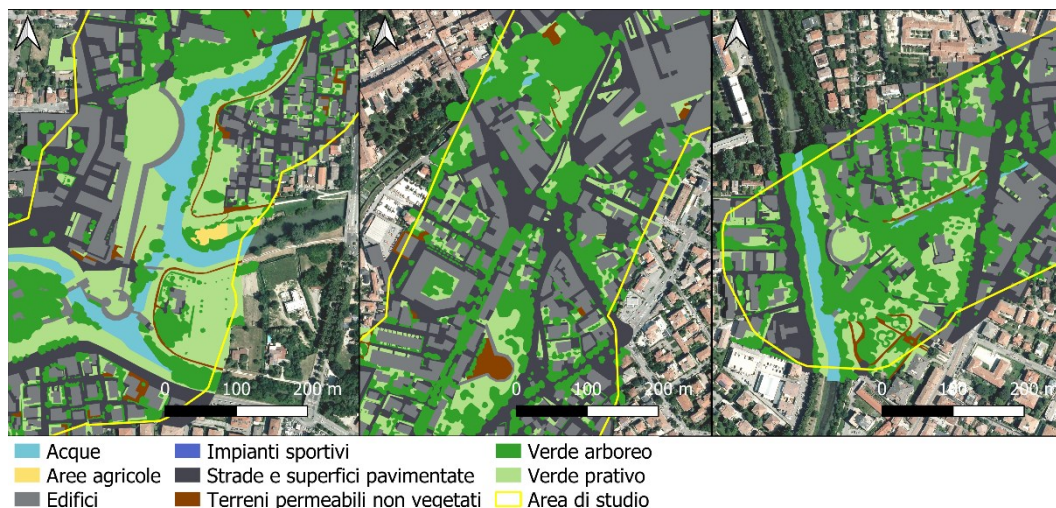 0 100 200 m
0 100 200 m
0 100 200 m
Acque
Impianti sportivi
Verde arboreo
Aree agricole
Strade e superfici pavimentate
Verde prativo
Edifici
Terreni permeabili non vegetati
Area di studio